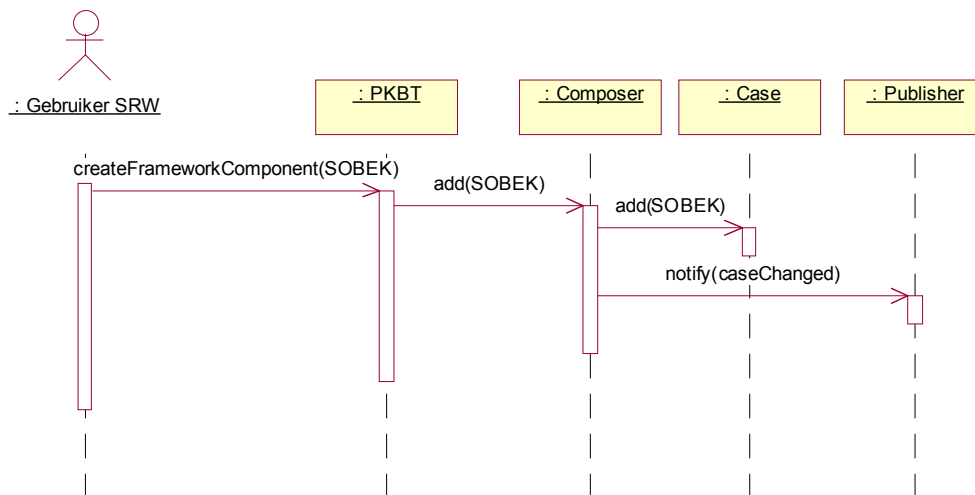 : Gebruiker SRW
: PKBT
: Composer
: Case
: Publisher
createFrameworkComponent(SOBEK)
add(SOBEK)
add(SOBEK)
notify(caseChanged)